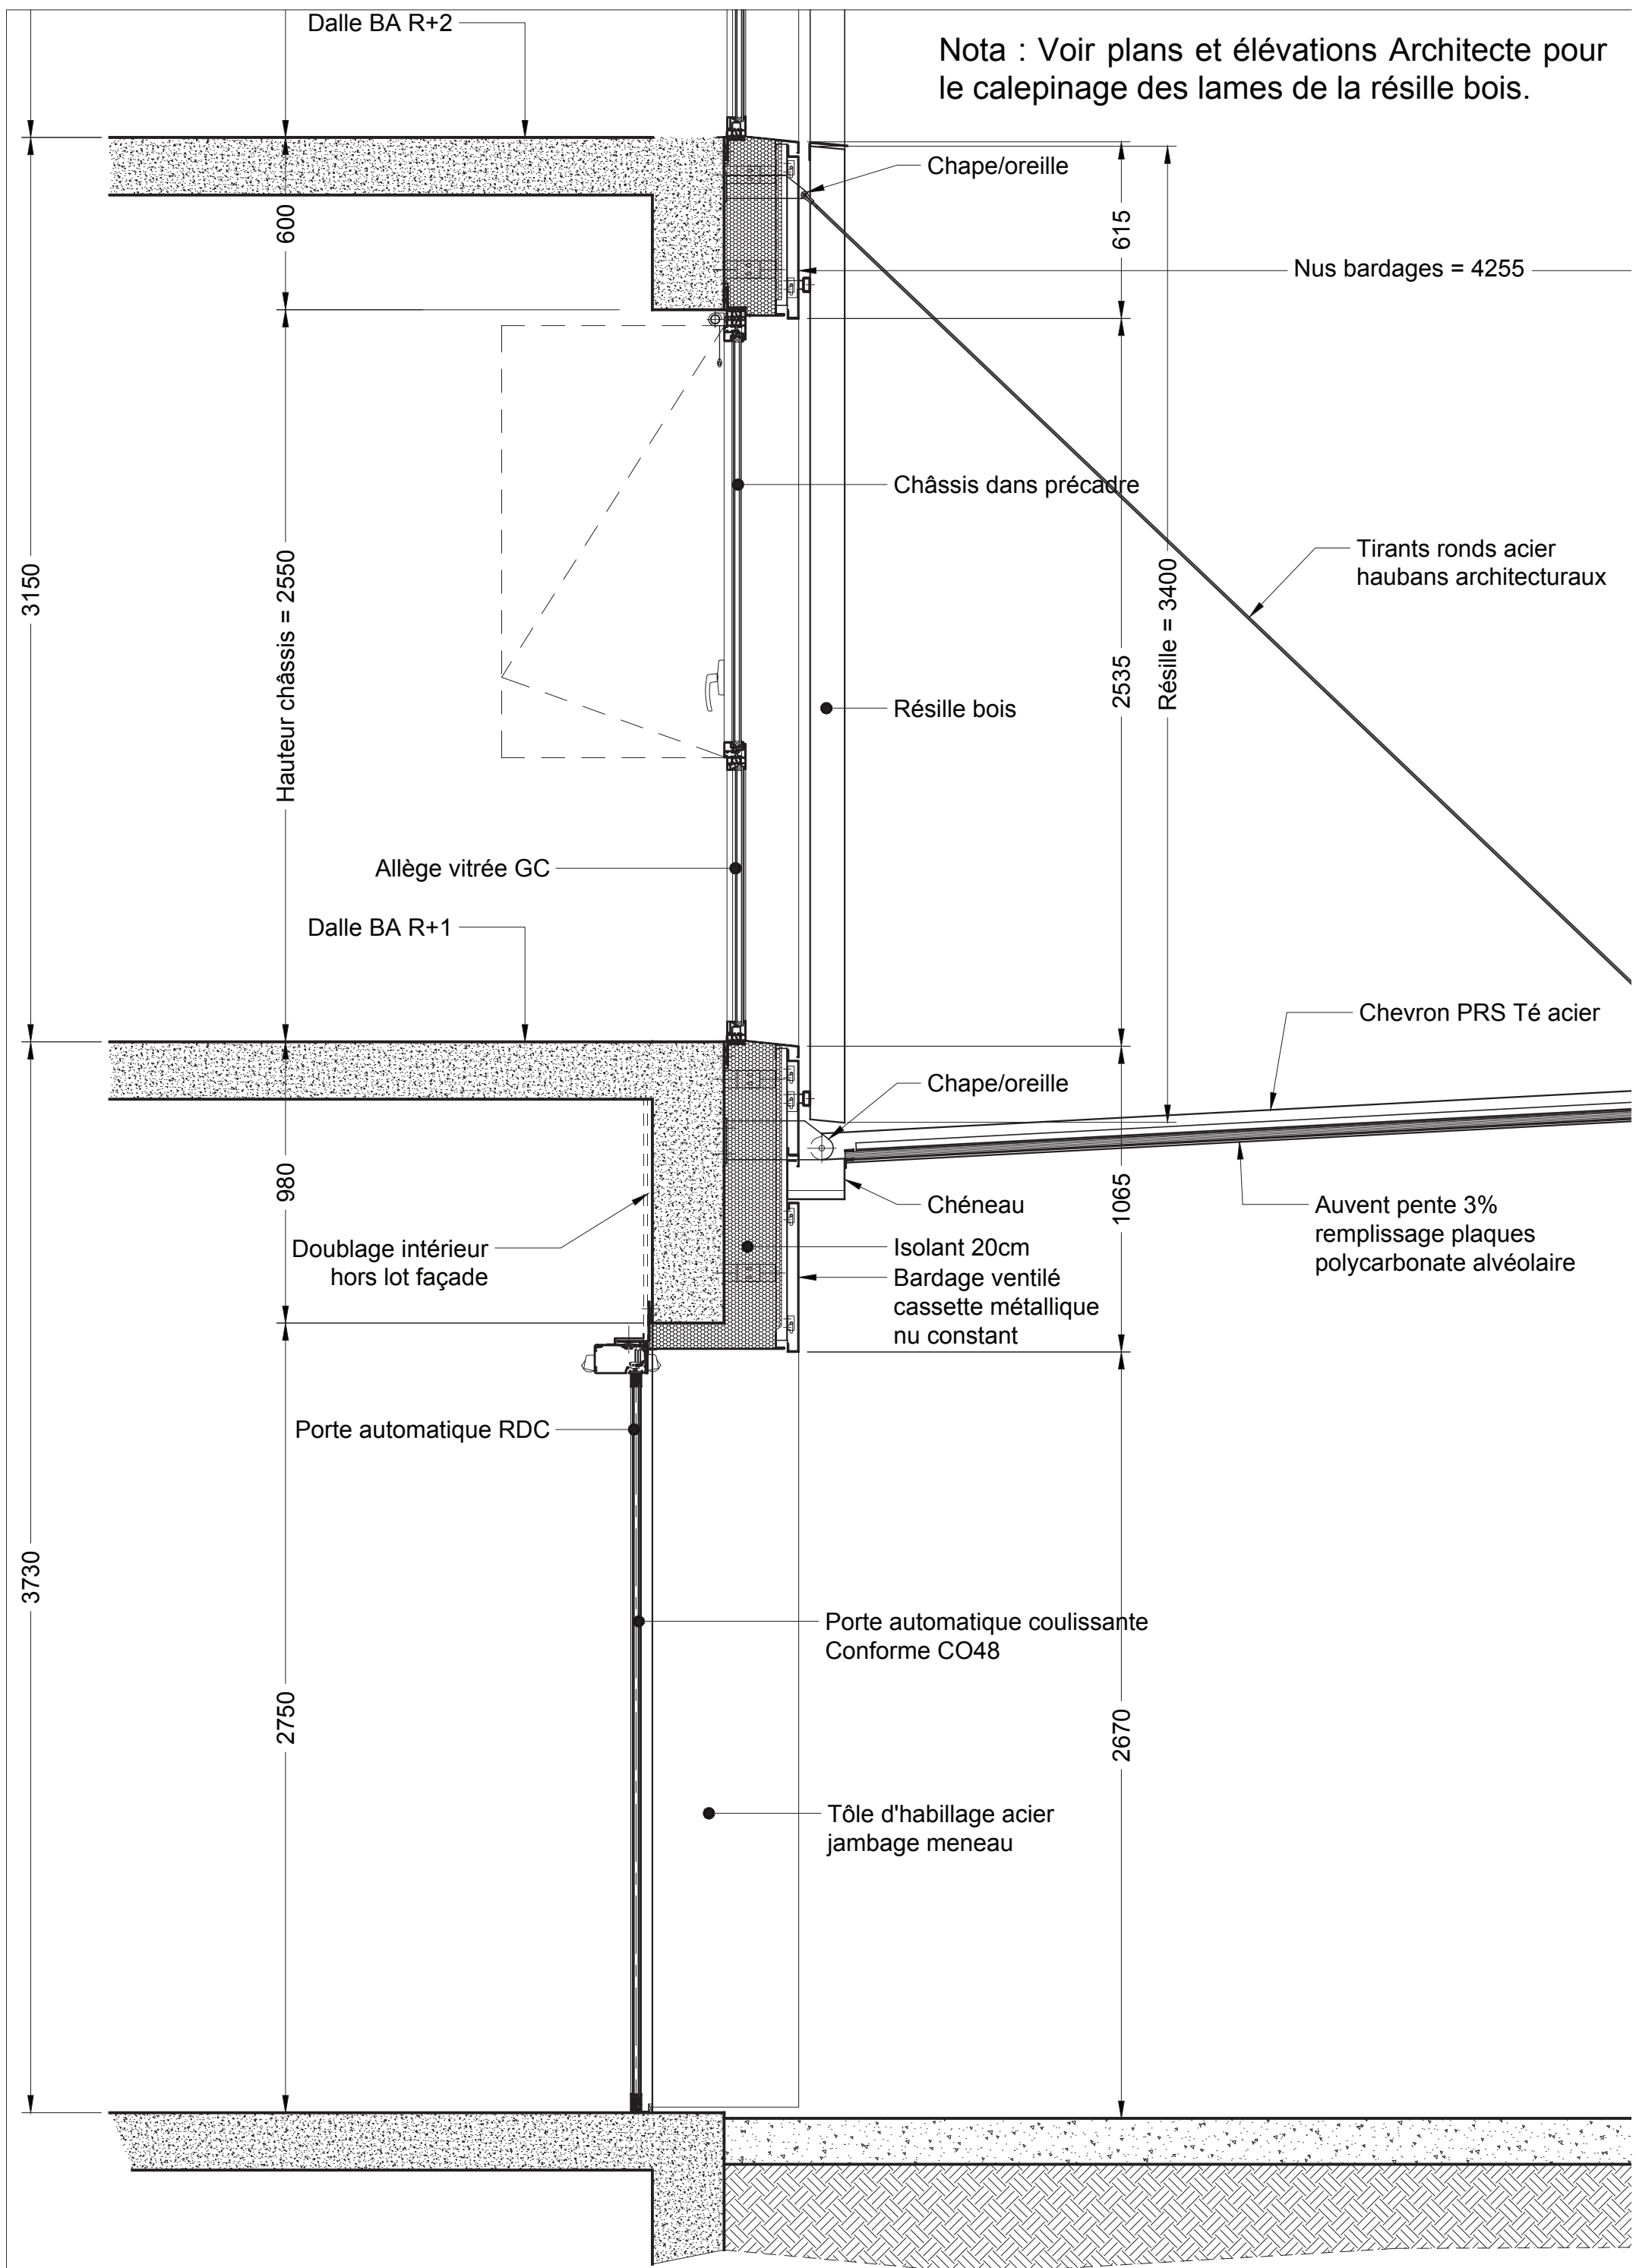 Dalle BA R+2
Nota : Voir plans et élévations Architecte pour
le calepinage des lames de la résille bois.
Chape/oreille
600
615
Nus bardages = 4255
Châssis dans précadre
Tirants ronds acier
haubans architecturaux
3150
Hauteur châssis = 2550
2535
Résille = 3400
Résille bois
Allège vitrée GC
Dalle BA R+1
Chevron PRS Té acier
Chape/oreille
980
1065
Chéneau
Auvent pente 3%
remplissage plaques
polycarbonate alvéolaire
Doublage intérieur
hors lot façade
Isolant 20cm
Bardage ventilé
cassette métallique
nu constant
Porte automatique RDC
3730
Porte automatique coulissante
Conforme CO48
2750
2670
Tôle d'habillage acier
jambage meneau